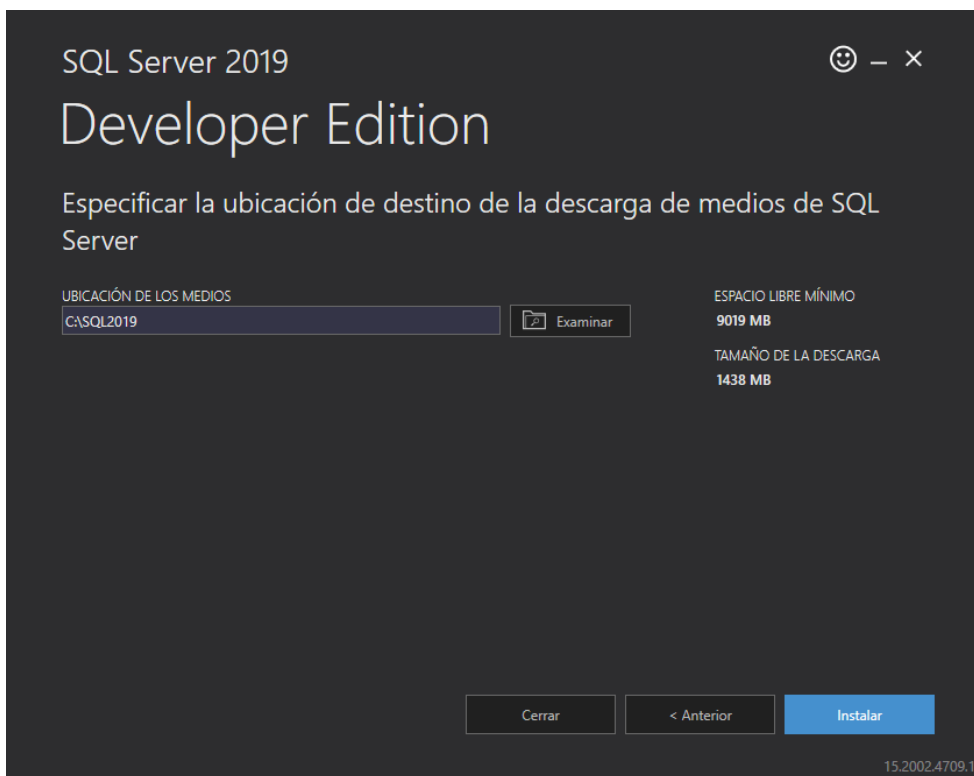 SQL Server 2019
Developer Edition
Especificar la ubicación de destino de la descarga de medios de SQL
Server
UBICACIÓN DE LOS MEDIOS
C:\SQL2019
Examinar
ESPACIO LIBRE MÍNIMO
9019 MB
TAMAÑO DE LA DESCARGA
1438 MB
Cerrar
< Anterior
Instalar
15.2002.4709.1